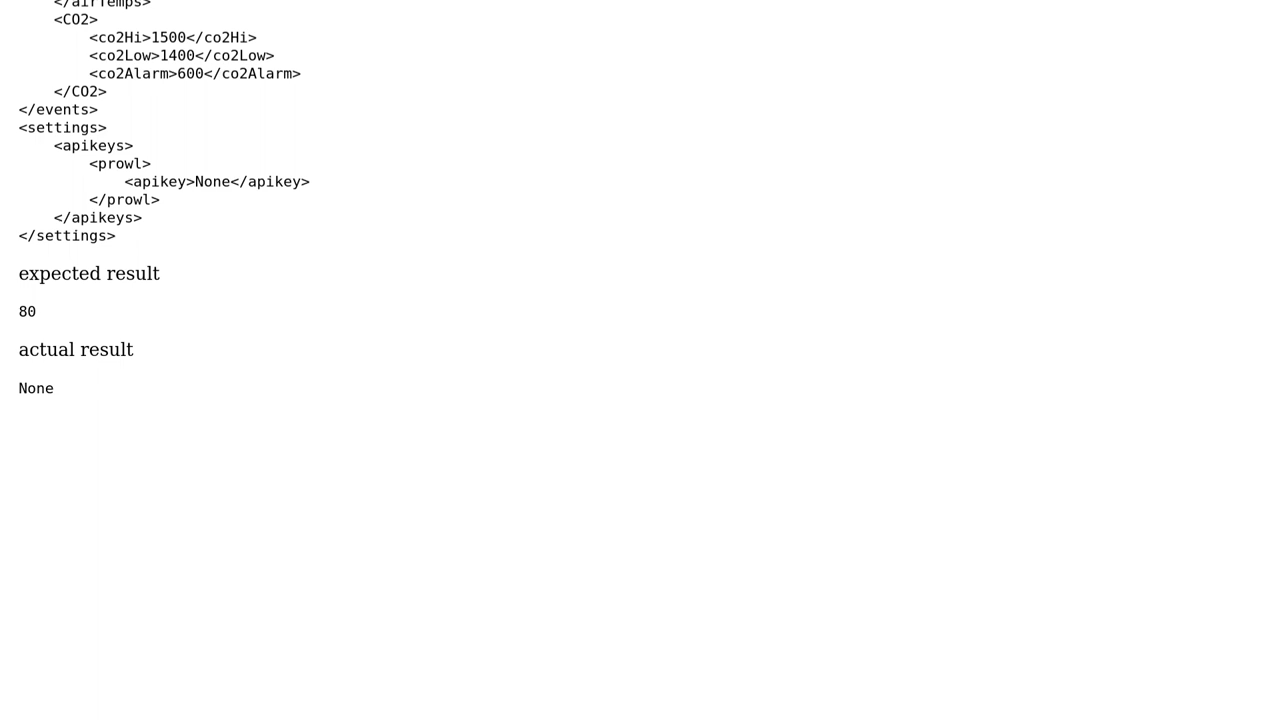 </airTemps>
<CO2>
<co2Hi>1500</co2Hi>
<co2Low>1400</co2Low>
<co2Alarm>600</co2Alarm>
</CO2>
</events>
<settings>
<apikeys>
<prowl>
<apikey>None</apikey>
</prowl>
</apikeys>
</settings>
expected result
80
actual result
None